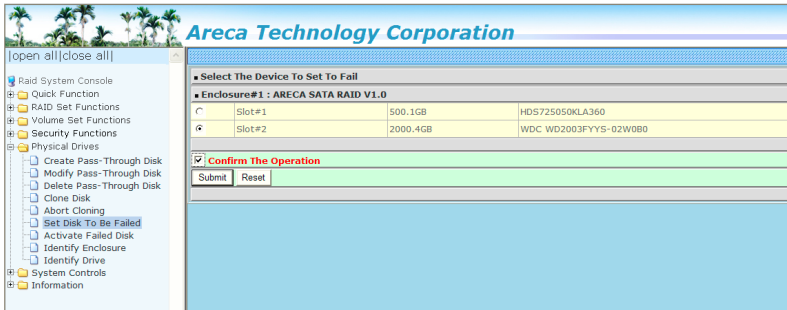 Areca Technology Corporation
|open all|close all|
Raid System Console
Quick Function
RAID Set Functions
Volume Set Functions
Security Functions
Physical Drives
Create Pass-Through Disk
Modify Pass-Through Disk
Delete Pass-Through Disk
Clone Disk
Abort Cloning
Set Disk To Be Failed
Activate Failed Disk
Identify Enclosure
Identify Drive
System Controls
Information
Select The Device To Set To Fail
Enclosure#1 : ARECA SATA RAID V1.0
Slot#1 500.1GB HDS725050KLA360
Slot#2 2000.4GB WDC WD2003FYYS-02W0B0
Confirm The Operation
Submit Reset